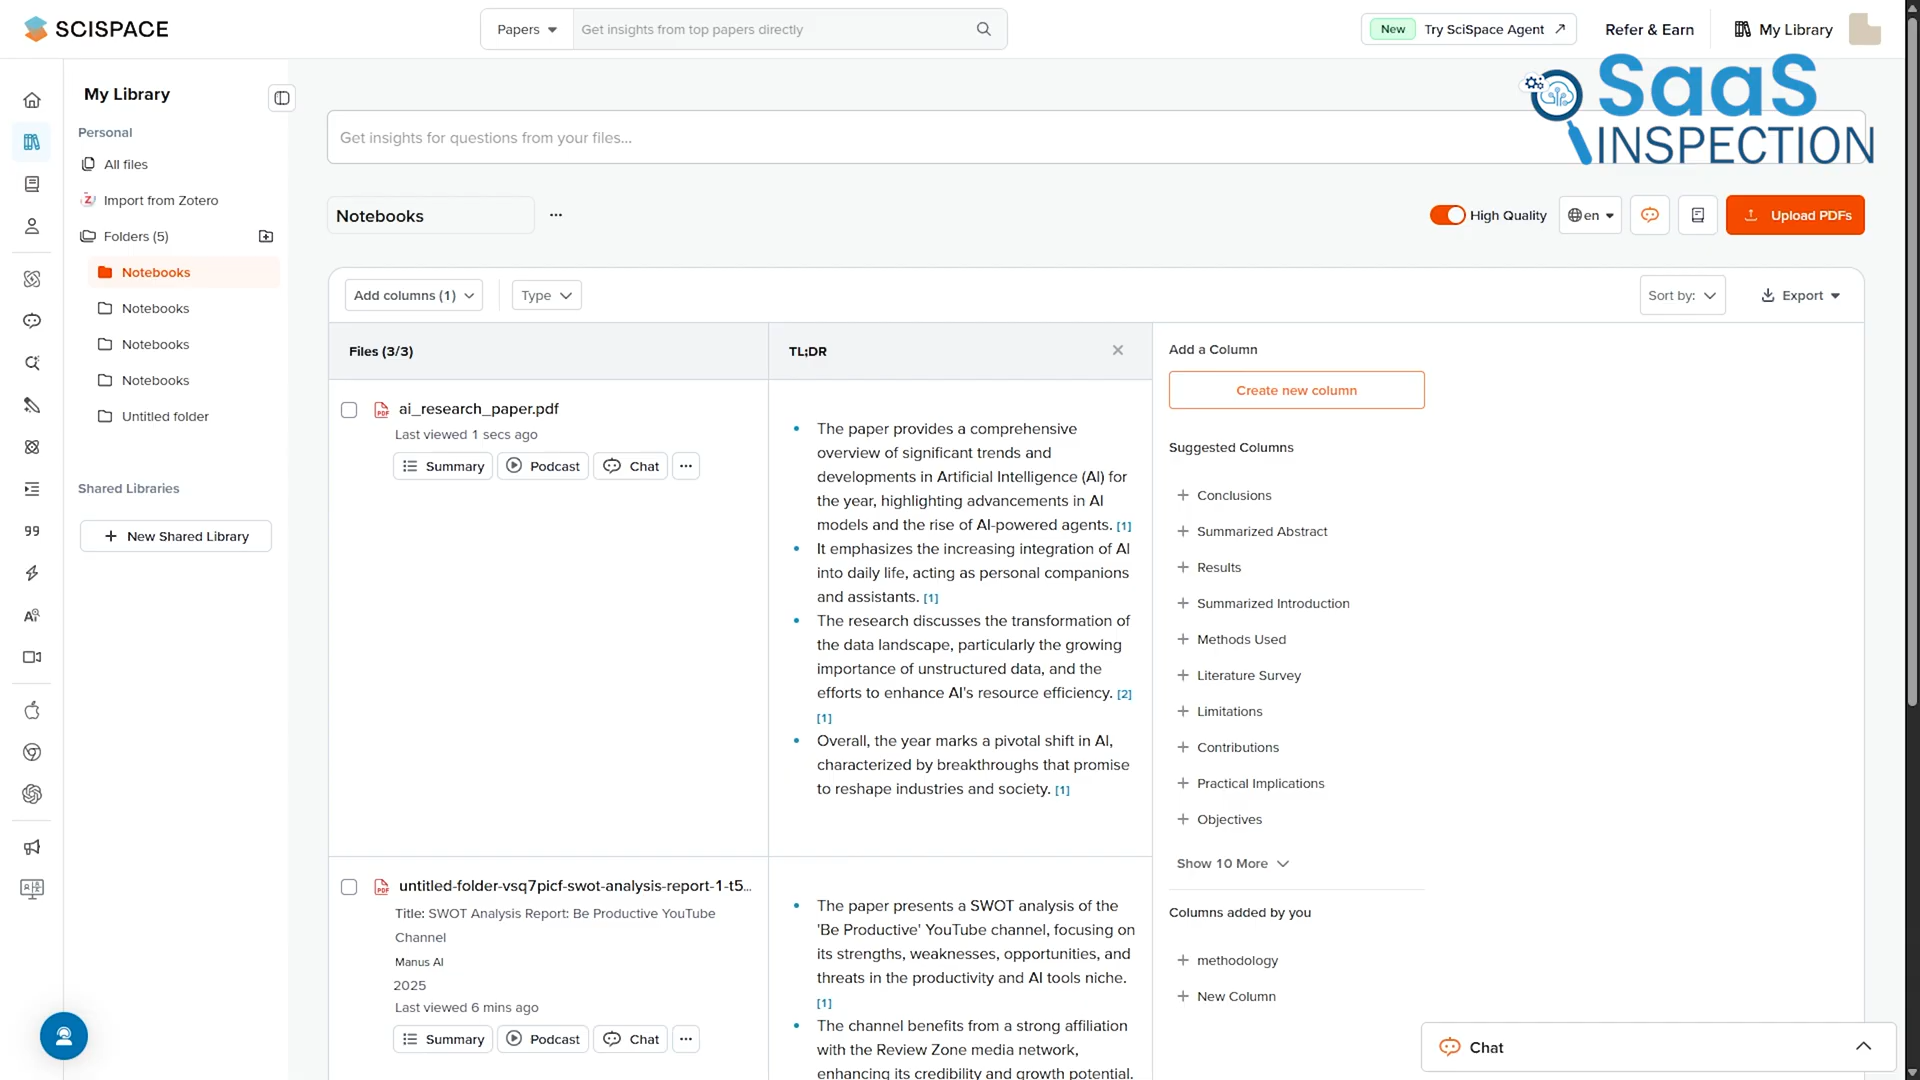 SCISPACE
Papers
Get insights from top papers directly
New Try SciSpace Agent
Refer & Earn
My Library
SaaS
INSPECTION
My Library
Personal
All files
Import from Zotero
Folders (5)
Notebooks
Notebooks
Notebooks
Notebooks
Untitled folder
Shared Libraries
New Shared Library
Get insights for questions from your files...
Notebooks
High Quality
en
Upload PDFs
Add columns (1)
Type
Sort by:
Export
Files (3/3)
TL;DR
ai_research_paper.pdf
Last viewed 1 secs ago
Summary
Podcast
Chat
The paper provides a comprehensive
overview of significant trends and
developments in Artificial Intelligence (AI) for
the year, highlighting advancements in AI
models and the rise of AI-powered agents. [1]
It emphasizes the increasing integration of AI
into daily life, acting as personal companions
and assistants. [1]
The research discusses the transformation of
the data landscape, particularly the growing
importance of unstructured data, and the
efforts to enhance AI's resource efficiency. [2]
[1]
Overall, the year marks a pivotal shift in AI,
characterized by breakthroughs that promise
to reshape industries and society. [1]
untitled-folder-vsq7picf-swot-analysis-report-1-t5...
Title: SWOT Analysis Report: Be Productive YouTube
Channel
Manus AI
2025
Last viewed 6 mins ago
Summary
Podcast
Chat
The paper presents a SWOT analysis of the
'Be Productive' YouTube channel, focusing on
its strengths, weaknesses, opportunities, and
threats in the productivity and AI tools niche.
[1]
The channel benefits from a strong affiliation
with the Review Zone media network,
enhancing its credibility and growth potential.
Add a Column
Create new column
Suggested Columns
Conclusions
Summarized Abstract
Results
Summarized Introduction
Methods Used
Literature Survey
Limitations
Contributions
Practical Implications
Objectives
Show 10 More
Columns added by you
methodology
New Column
Chat